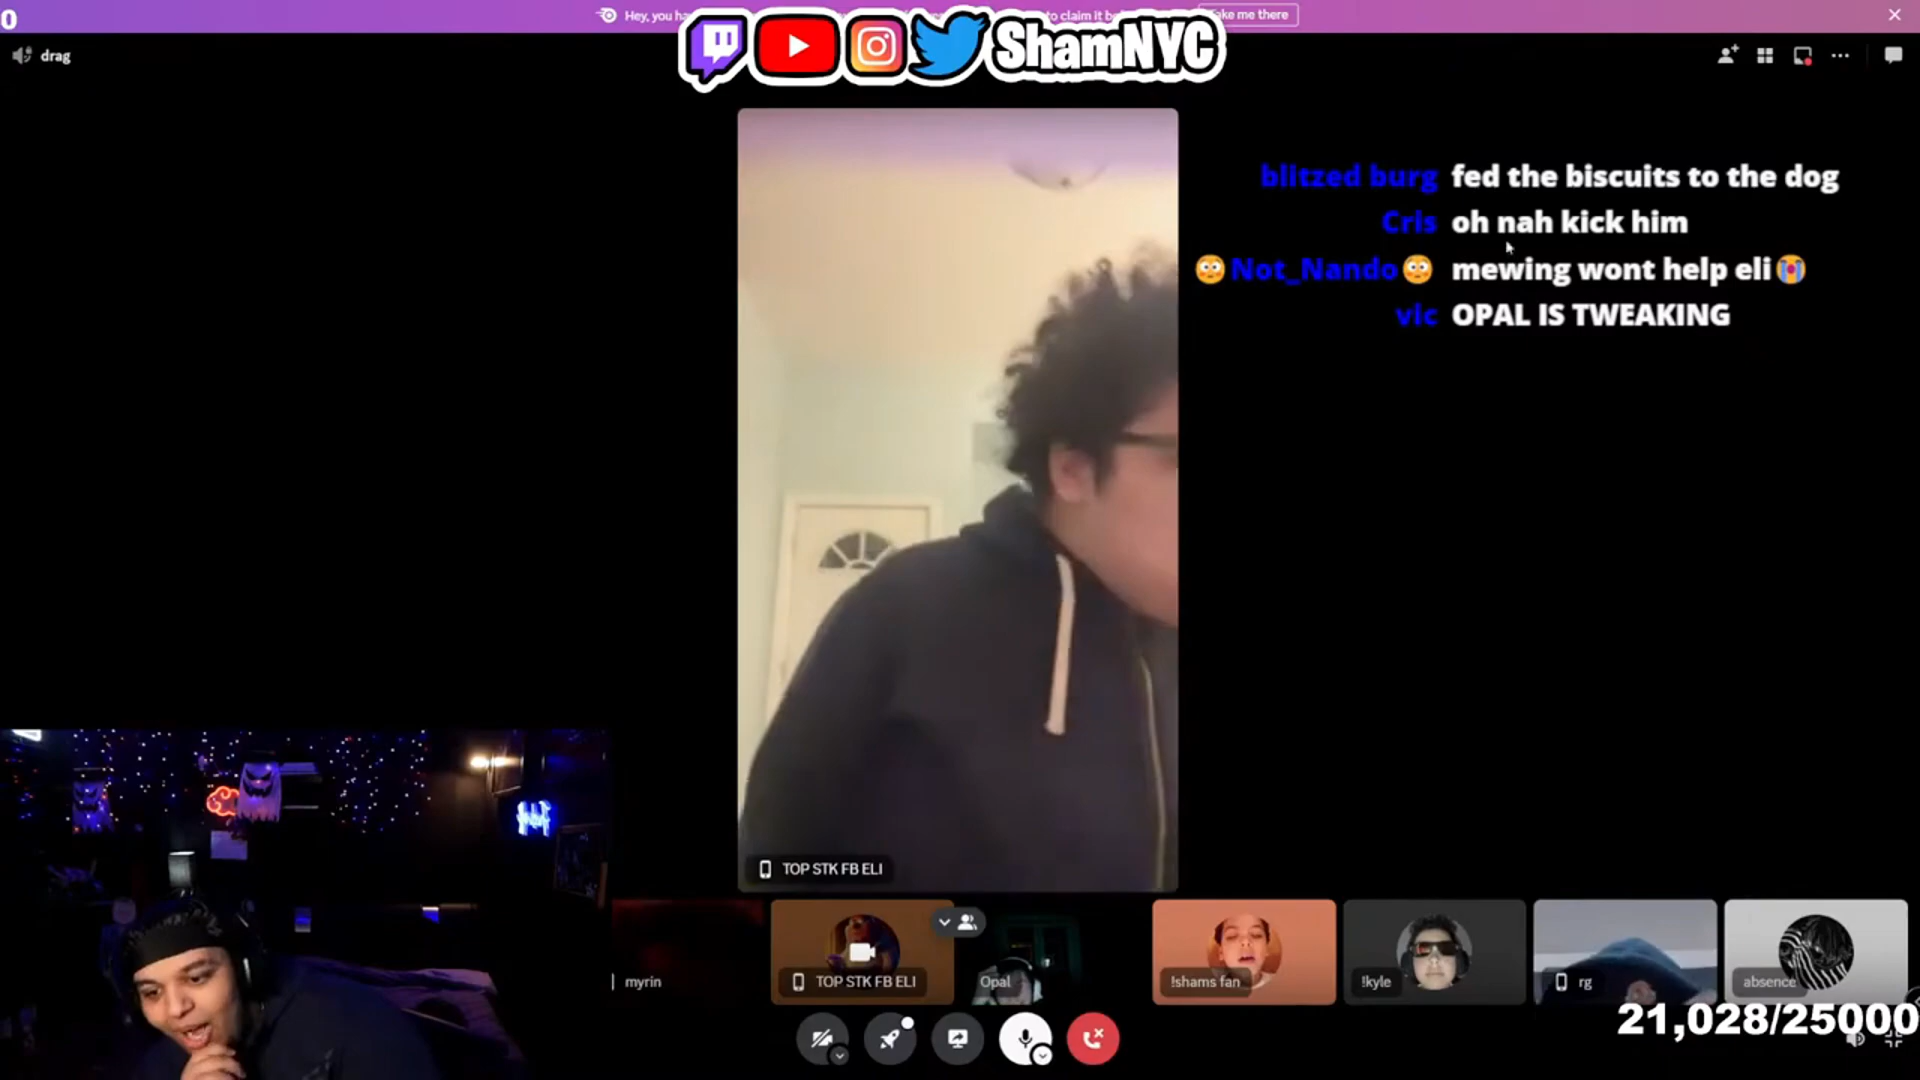 0
Hey, you
to claim it
Take me there
drag
ShamNYC
blitzed burg fed the biscuits to the dog
Cris oh nah kick him
😳Not_Nando😳 mewing wont help eli😭
vic OPAL IS TWEAKING
TOP STK FB ELI
myrin
TOP STK FB ELI
Opal
!shams fan
!kyle
rg
absence
21,028/25000